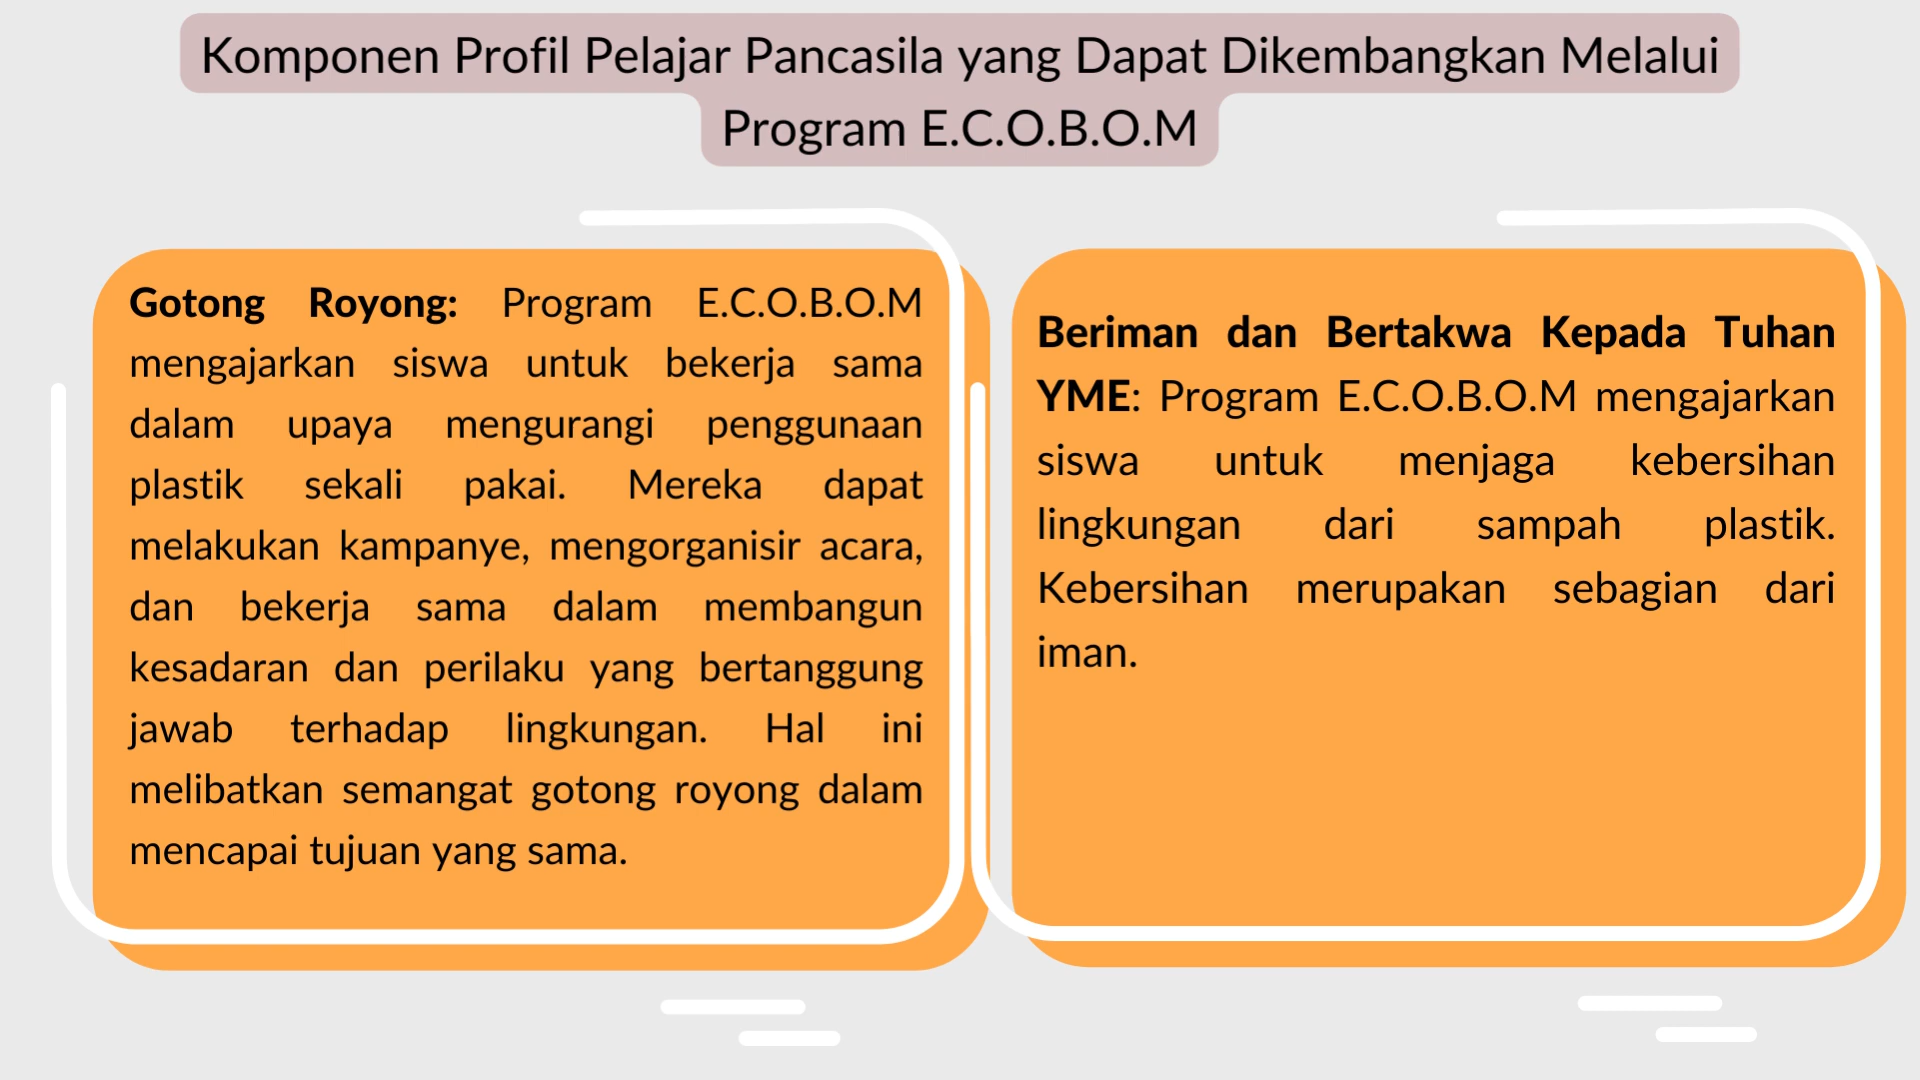 Komponen Profil Pelajar Pancasila yang Dapat Dikembangkan Melalui
Program E.C.O.B.O.M
Gotong Royong: Program E.C.O.B.O.M
mengajarkan siswa untuk bekerja sama
dalam upaya mengurangi penggunaan
plastik sekali pakai. Mereka dapat
melakukan kampanye, mengorganisir acara,
dan bekerja sama dalam membangun
kesadaran dan perilaku yang bertanggung
jawab terhadap lingkungan. Hal ini
melibatkan semangat gotong royong dalam
mencapai tujuan yang sama.
Beriman dan Bertakwa Kepada Tuhan
YME: Program E.C.O.B.O.M mengajarkan
siswa untuk menjaga kebersihan
lingkungan dari sampah plastik.
Kebersihan merupakan sebagian dari
iman.